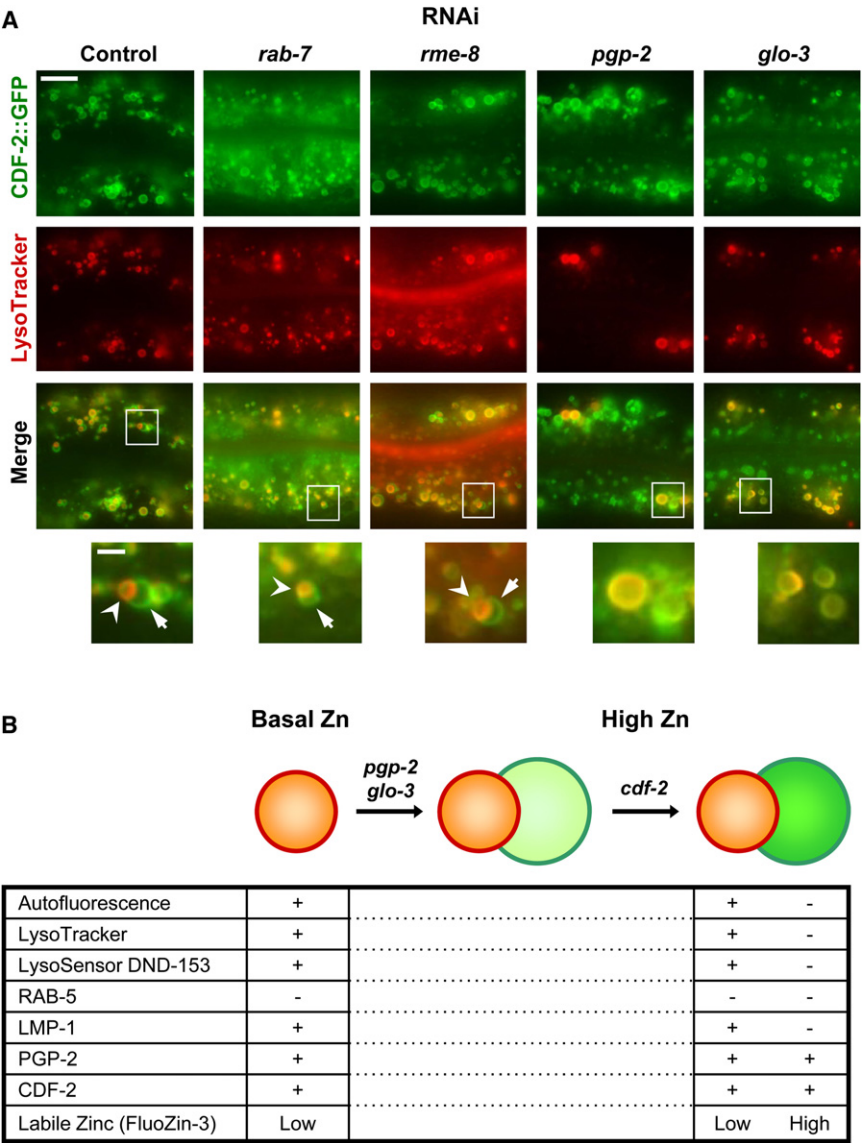 A
RNAi
Control rab-7 rme-8 pgp-2 glo-3
CDF-2::GFP
LysoTracker
Merge
B
Basal Zn High Zn
pgp-2
glo-3
cdf-2
Autofluorescence + + -
LysoTracker + + -
LysoSensor DND-153 + + -
RAB-5 - - -
LMP-1 + + -
PGP-2 + + +
CDF-2 + + +
Labile Zinc (FluoZin-3) Low Low High